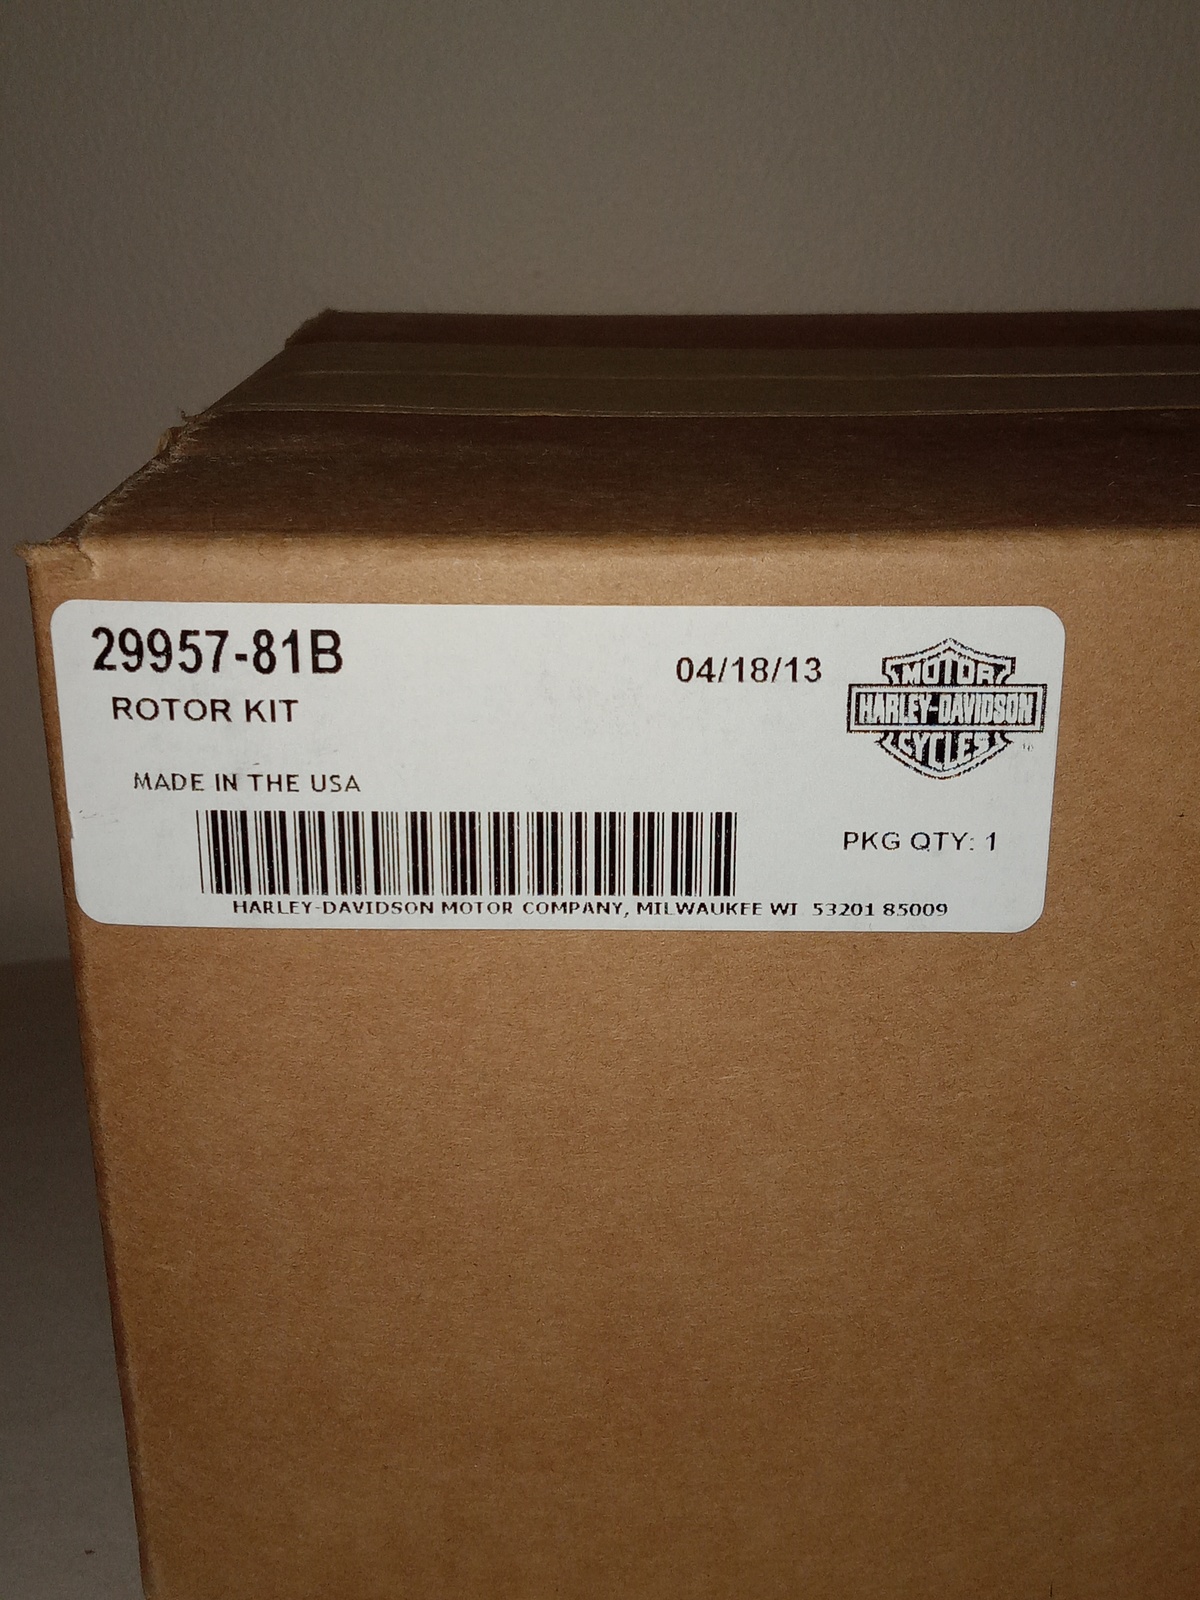 29957-81B
04/18/13
ROTOR KIT
MOTOR
HARLEY-DAVIDSON
CYCLES
MADE IN THE USA
PKG QTY: 1
HARLEY-DAVIDSON MOTOR COMPANY, MILWAUKEE WI 53201 85009